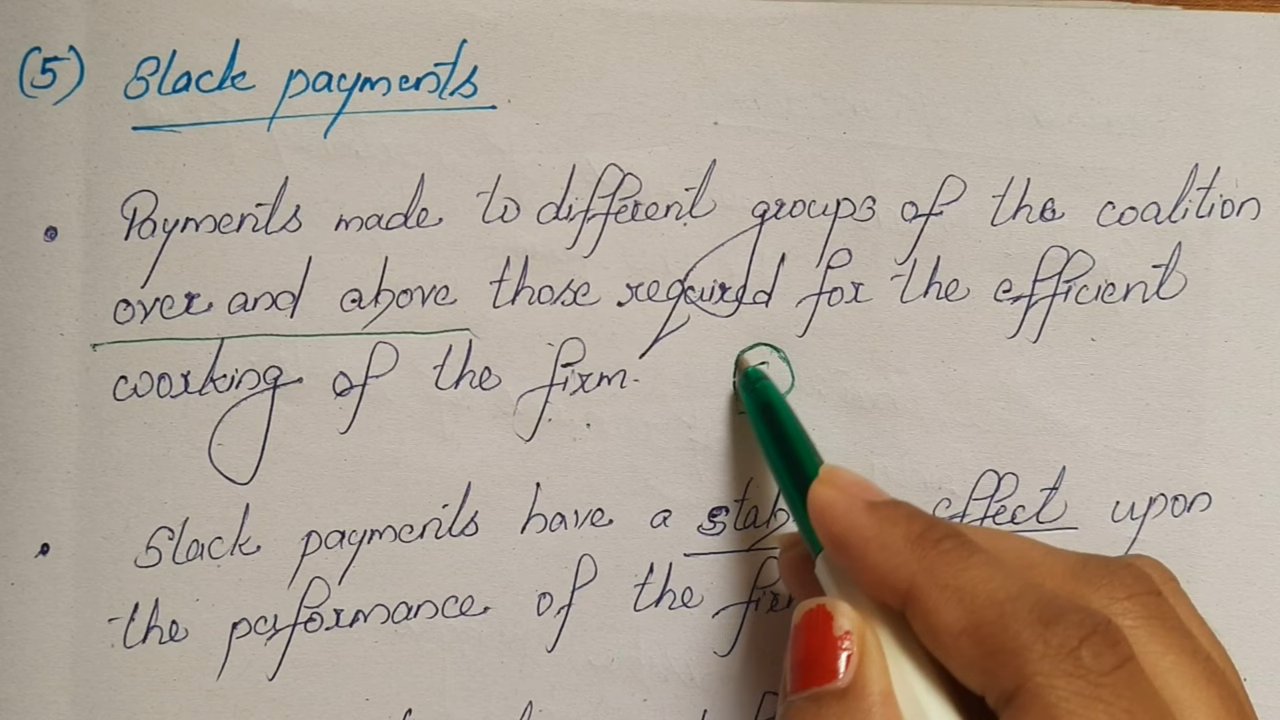 (5) Slack payments
• Payments made to different groups of the coalition
over and above those required for the efficient
working of the firm.
• Slack payments have a effect upon
the performance of the